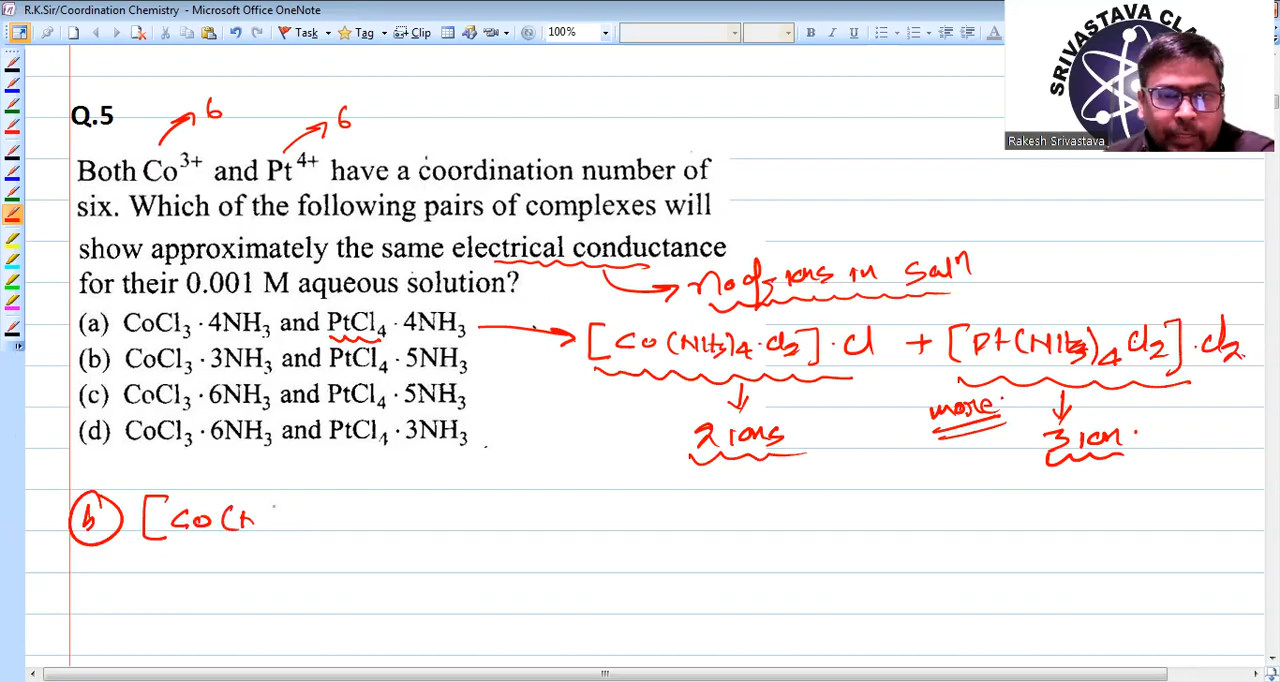 R.K.Sir/Coordination Chemistry - Microsoft Office OneNote
Task Tag Clip 100% B I U A
SRIVASTAVA CL
Rakesh Srivastava
Q.5
6 6
Both Co³⁺ and Pt⁴⁺ have a coordination number of
six. Which of the following pairs of complexes will
show approximately the same electrical conductance
for their 0.001 M aqueous solution?
no of ions in solⁿ
(a) CoCl₃ · 4NH₃ and PtCl₄ · 4NH₃
[Co(NH₃)₄·Cl₂]·Cl + [Pt(NH₃)₄Cl₂]·Cl₂
(b) CoCl₃ · 3NH₃ and PtCl₄ · 5NH₃
(c) CoCl₃ · 6NH₃ and PtCl₄ · 5NH₃
more
(d) CoCl₃ · 6NH₃ and PtCl₄ · 3NH₃
2 ions 3 ion
b [Co(N